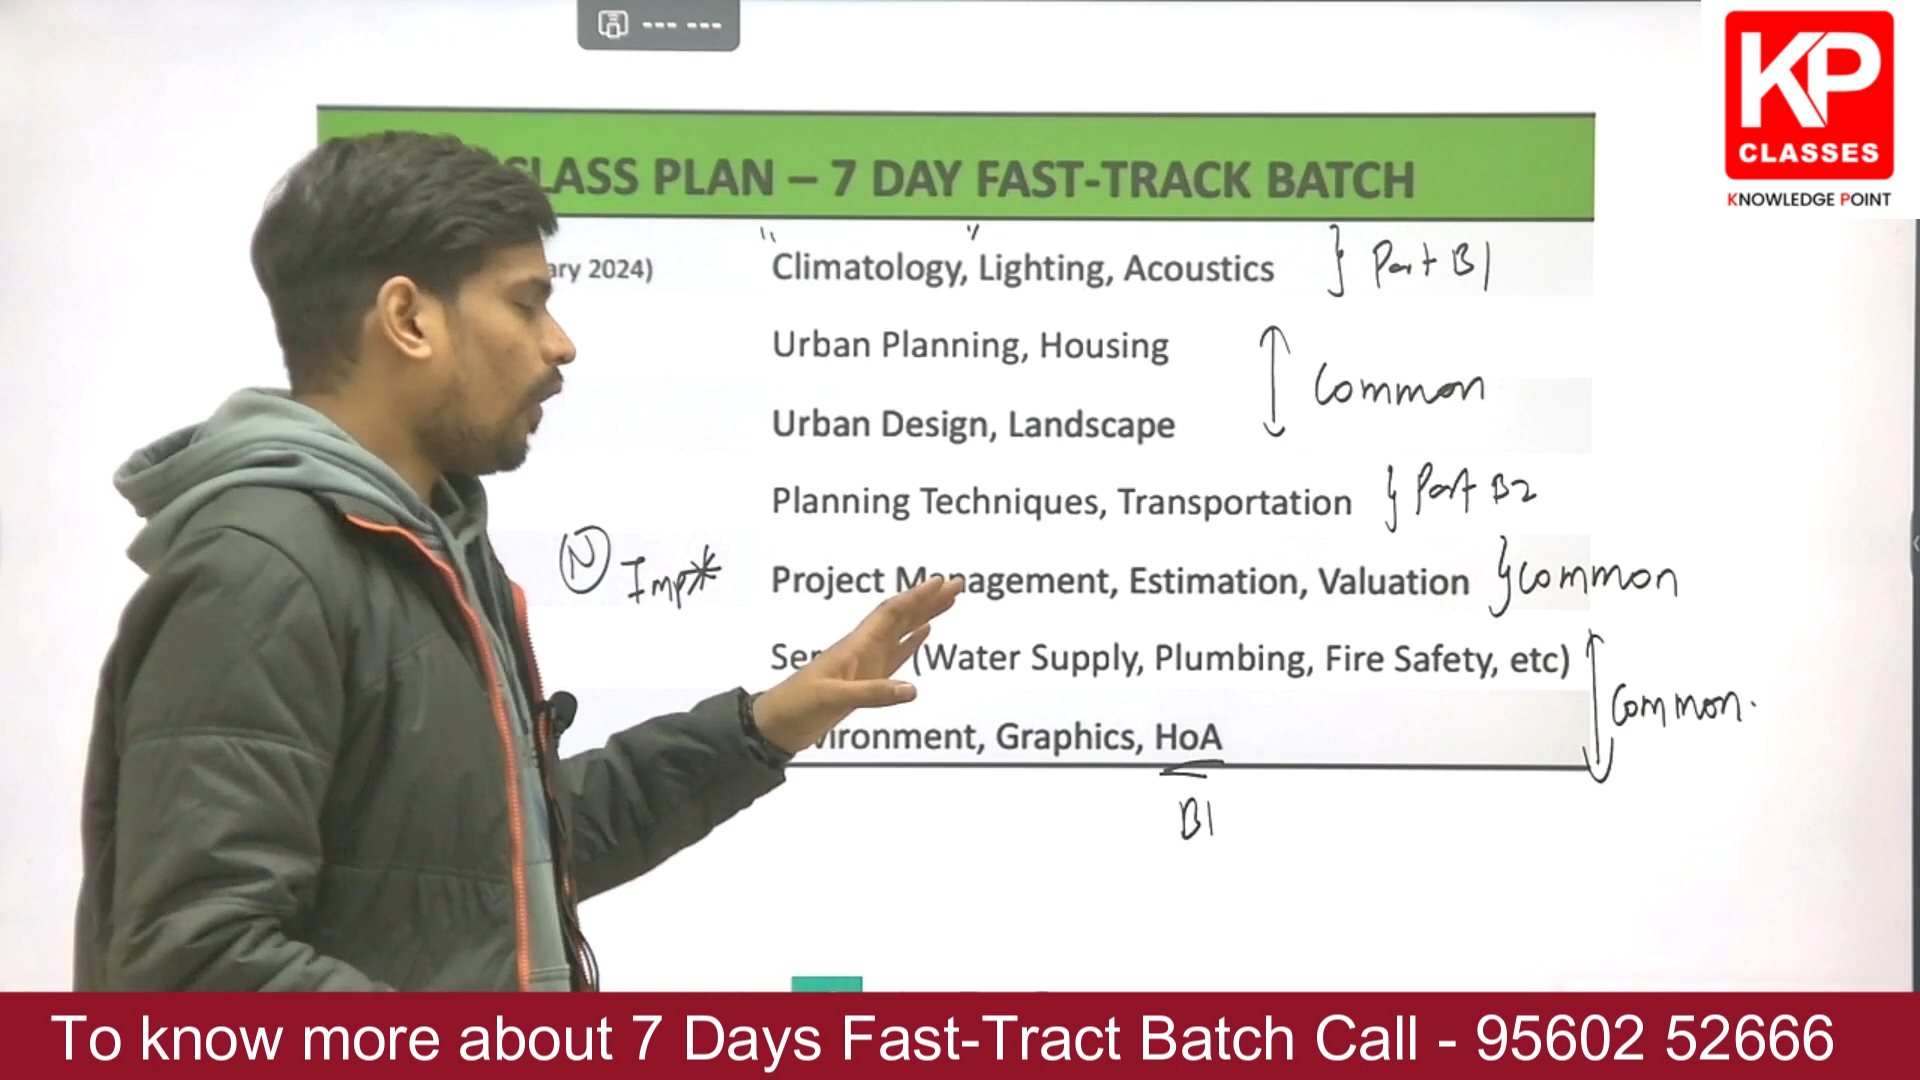 KP
CLASSES
KNOWLEDGE POINT
CLASS PLAN – 7 DAY FAST-TRACK BATCH
ary 2024)
"Climatology," Lighting, Acoustics } Part B1
Urban Planning, Housing
Common
Urban Design, Landscape
Planning Techniques, Transportation } Part B2
N Imp*
Project Management, Estimation, Valuation } Common
Ser (Water Supply, Plumbing, Fire Safety, etc)
Common.
vironment, Graphics, HoA
B1
To know more about 7 Days Fast-Tract Batch Call - 95602 52666